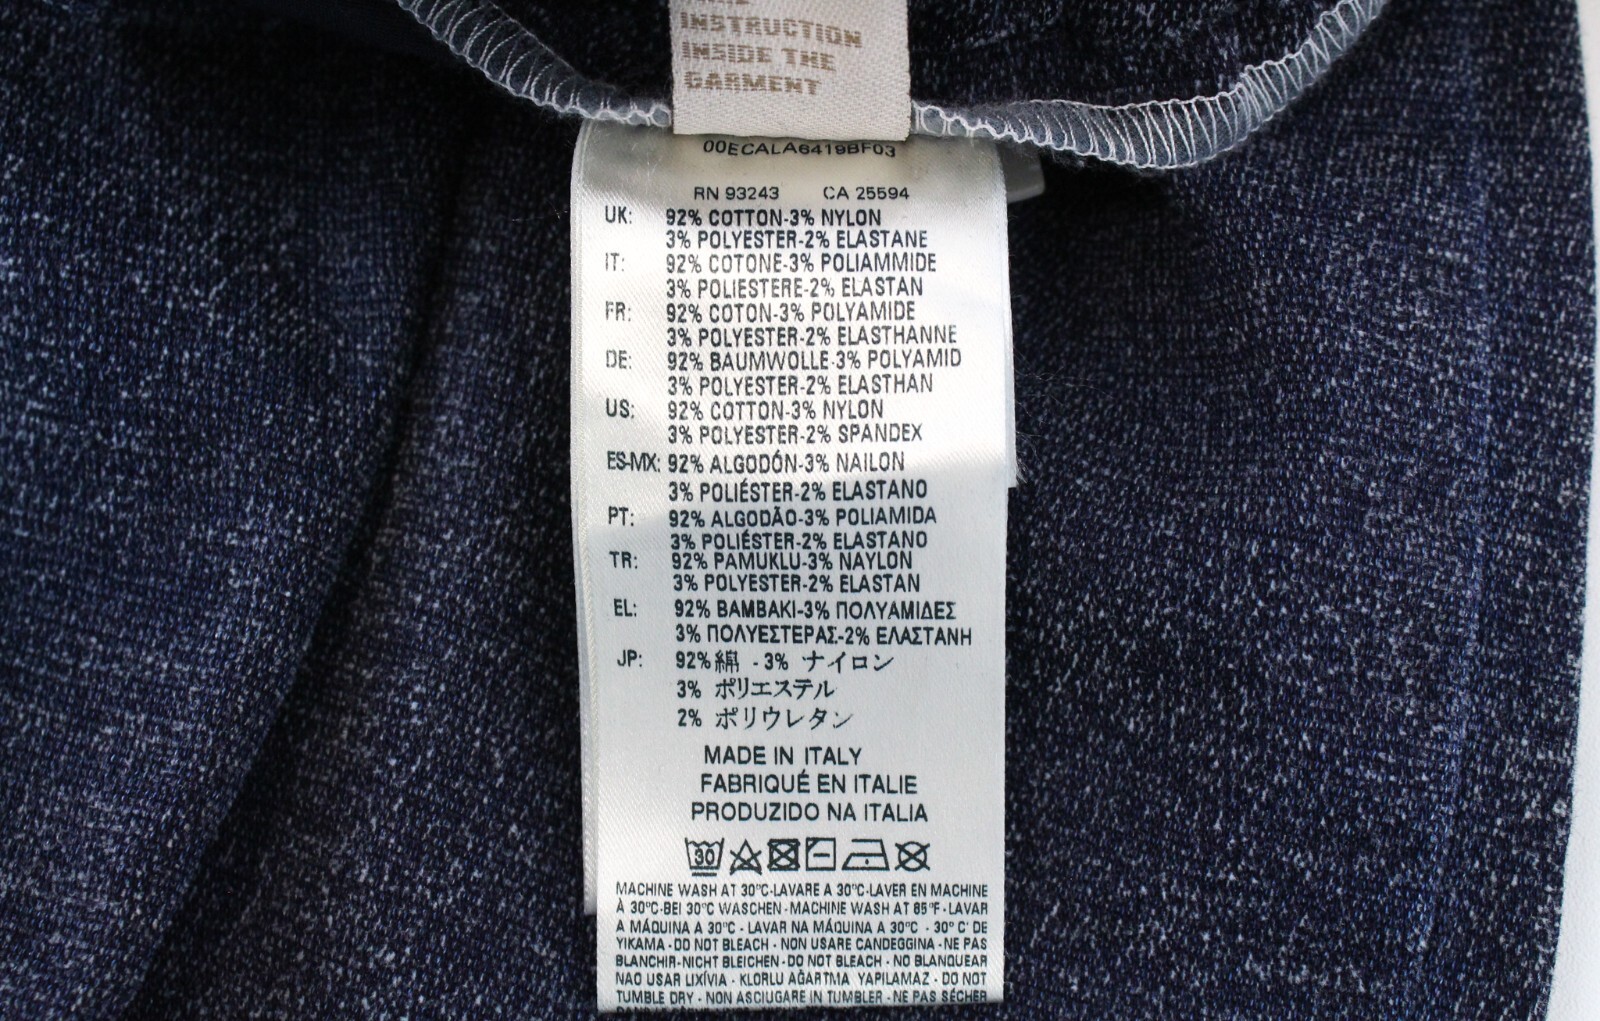 INSTRUCTION
INSIDE THE
GARMENT
00ECALA6419BF03
RN 93243 CA 25594
UK: 92% COTTON-3% NYLON
3% POLYESTER-2% ELASTANE
IT: 92% COTONE-3% POLIAMMIDE
3% POLIESTERE-2% ELASTAN
FR: 92% COTON-3% POLYAMIDE
3% POLYESTER-2% ELASTHANNE
DE: 92% BAUMWOLLE-3% POLYAMID
3% POLYESTER-2% ELASTHAN
US: 92% COTTON-3% NYLON
3% POLYESTER-2% SPANDEX
ES-MX: 92% ALGODÓN-3% NAILON
3% POLIÉSTER-2% ELASTANO
PT: 92% ALGODÃO-3% POLIAMIDA
3% POLIÉSTER-2% ELASTANO
TR: 92% PAMUKLU-3% NAYLON
3% POLYESTER-2% ELASTAN
EL: 92% ΒΑΜΒΑΚΙ-3% ΠΟΛΥΑΜΙΔΕΣ
3% ΠΟΛΥΕΣΤΕΡΑΣ-2% ΕΛΑΣΤΑΝΗ
JP: 92% 綿 - 3% ナイロン
3% ポリエステル
2% ポリウレタン
MADE IN ITALY
FABRIQUÉ EN ITALIE
PRODUZIDO NA ITALIA
30
MACHINE WASH AT 30°C-LAVARE A 30°C-LAVER EN MACHINE
À 30°C-BEI 30°C WASCHEN - MACHINE WASH AT 85°F - LAVAR
A MÁQUINA A 30°C - LAVAR NA MÁQUINA A 30°C - 30° C' DE
YIKAMA - DO NOT BLEACH - NON USARE CANDEGGINA - NE PAS
BLANCHIR-NICHT BLEICHEN - DO NOT BLEACH - NO BLANQUEAR
NAO USAR LIXÍVIA - KLORLU AĞARTMA YAPILAMAZ - DO NOT
TUMBLE DRY - NON ASCIUGARE IN TUMBLER - NE PAS SÉCHER